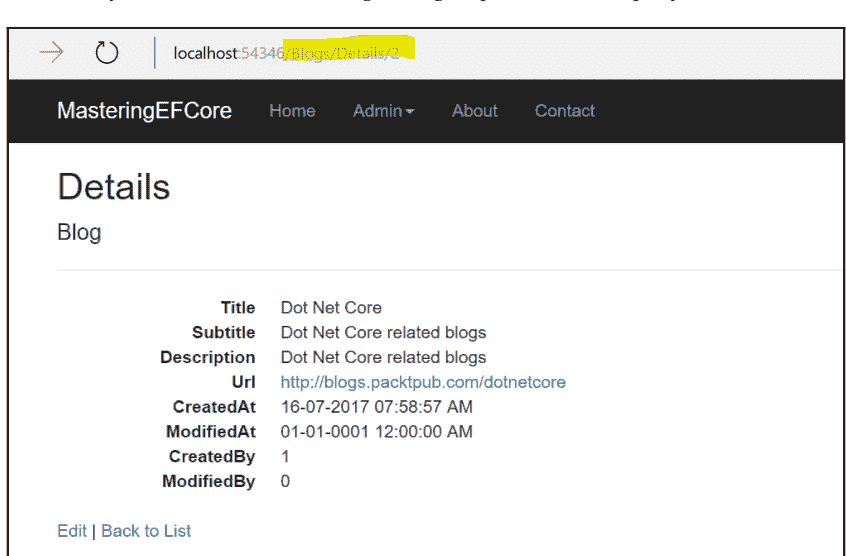 localhost:54346/Blogs/Details/2
MasteringEFCore Home Admin About Contact
Details
Blog
Title Dot Net Core
Subtitle Dot Net Core related blogs
Description Dot Net Core related blogs
Url http://blogs.packtpub.com/dotnetcore
CreatedAt 16-07-2017 07:58:57 AM
ModifiedAt 01-01-0001 12:00:00 AM
CreatedBy 1
ModifiedBy 0
Edit | Back to List